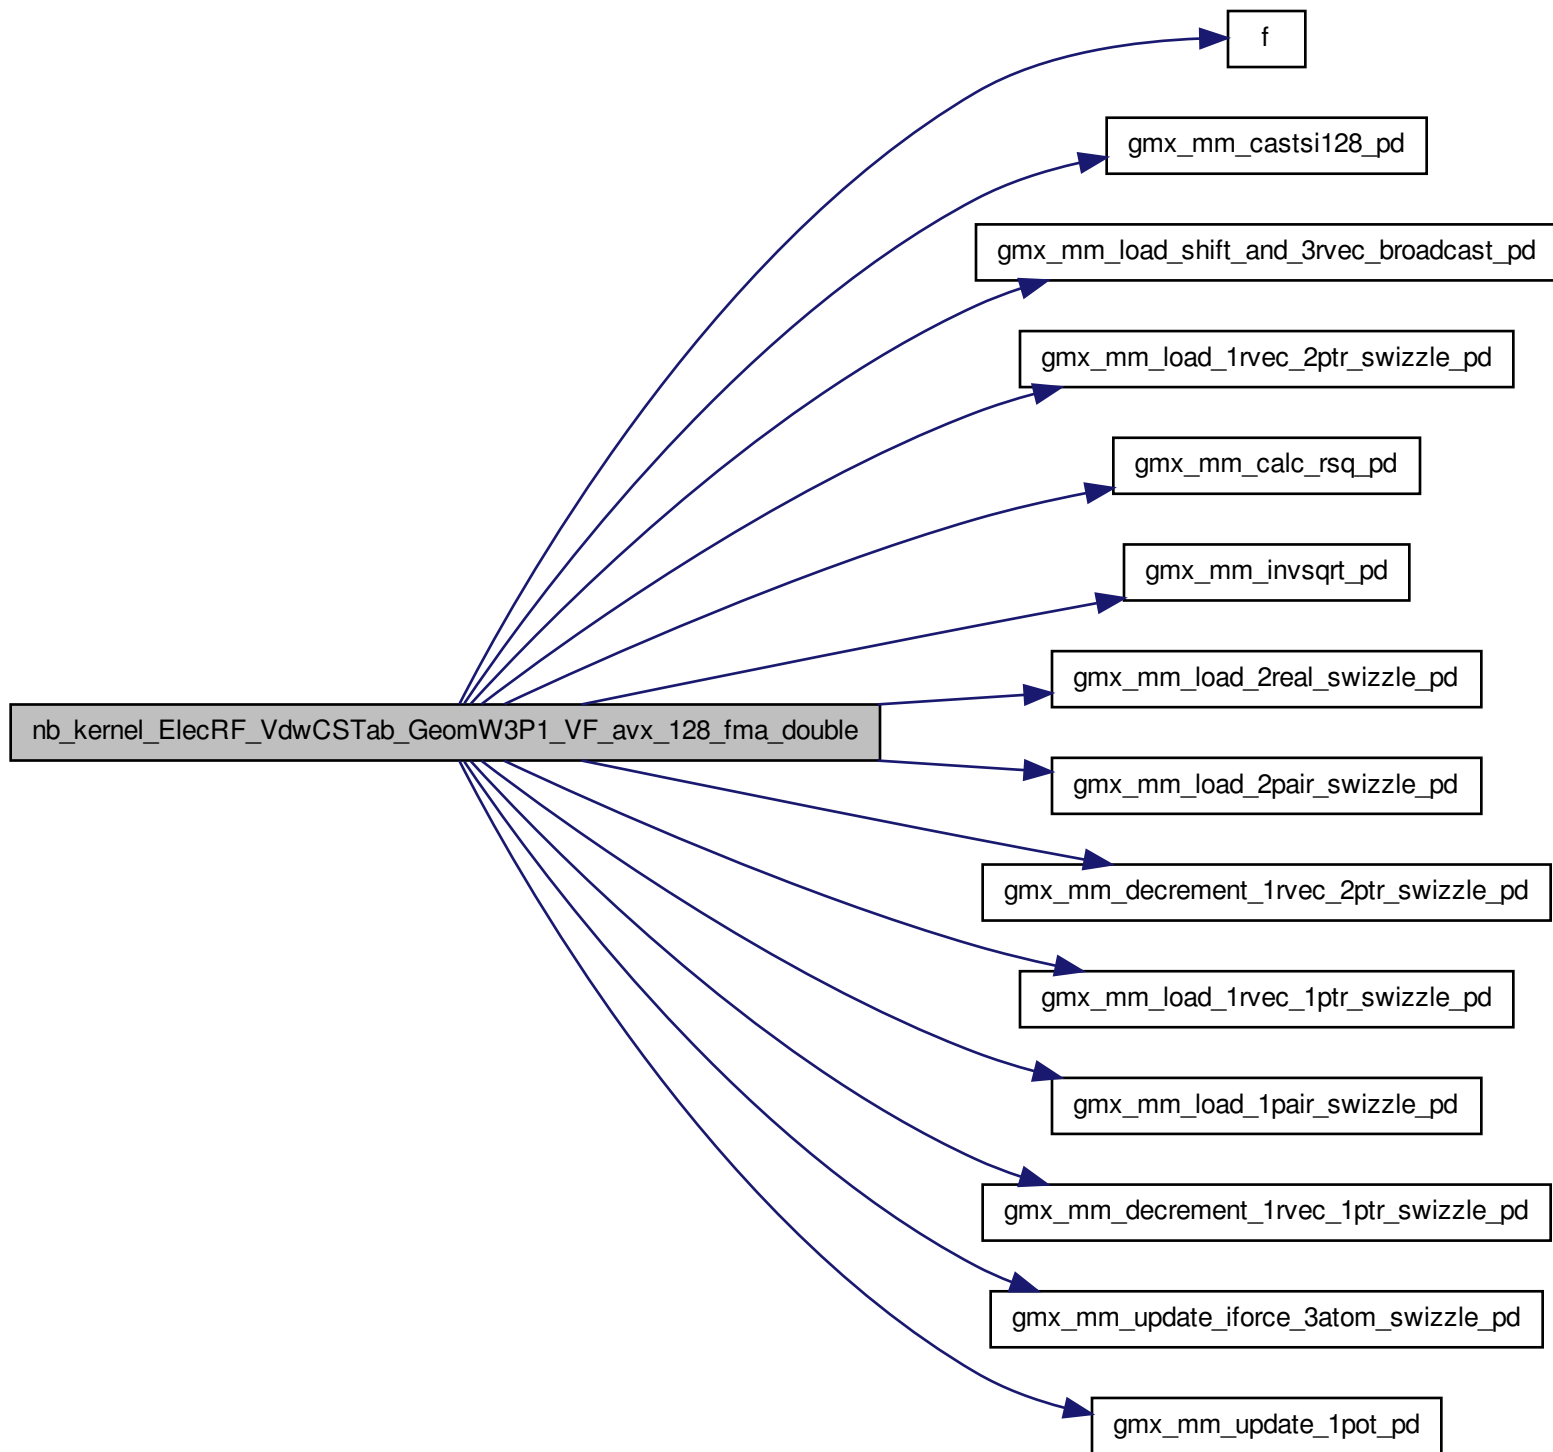 f
gmx_mm_castsi128_pd
gmx_mm_load_shift_and_3rvec_broadcast_pd
gmx_mm_load_1rvec_2ptr_swizzle_pd
gmx_mm_calc_rsq_pd
gmx_mm_invsqrt_pd
gmx_mm_load_2real_swizzle_pd
nb_kernel_ElecRF_VdwCSTab_GeomW3P1_VF_avx_128_fma_double
gmx_mm_load_2pair_swizzle_pd
gmx_mm_decrement_1rvec_2ptr_swizzle_pd
gmx_mm_load_1rvec_1ptr_swizzle_pd
gmx_mm_load_1pair_swizzle_pd
gmx_mm_decrement_1rvec_1ptr_swizzle_pd
gmx_mm_update_iforce_3atom_swizzle_pd
gmx_mm_update_1pot_pd